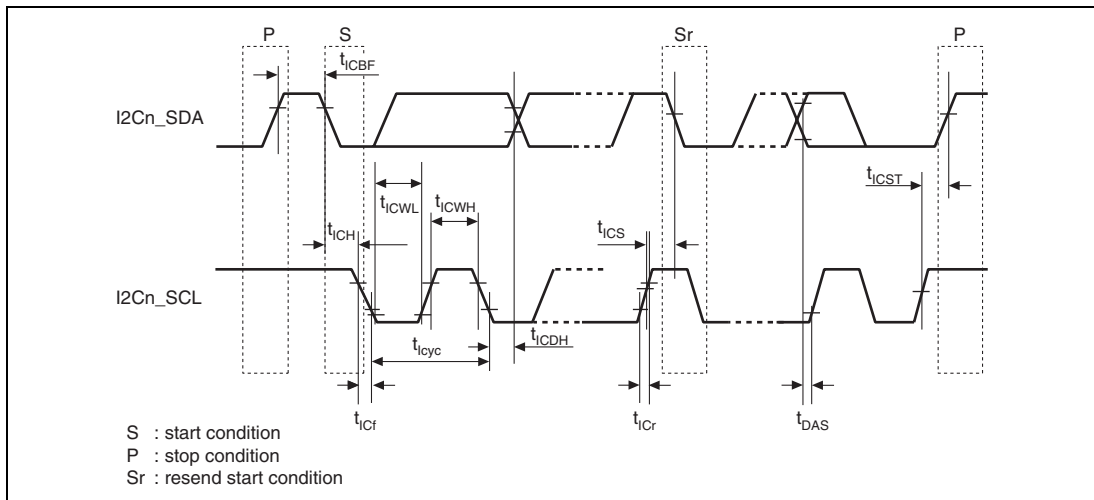 P S Sr P
tICBF
I2Cn_SDA
tICST
tICWL tICWH
tICH tICS
I2Cn_SCL
tICDH
tIcyc
tICf tICr tDAS
S : start condition
P : stop condition
Sr : resend start condition